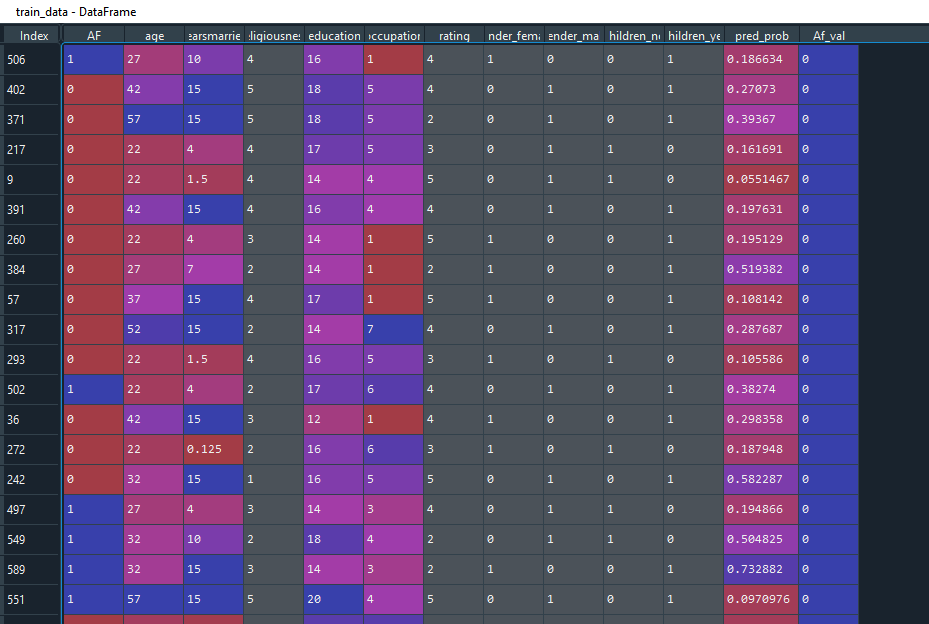 train_data - DataFrame
Index AF age earsmarrie ligiousnes education occupation rating nder_fema ender_ma hildren_no hildren_ye pred_prob Af_val
506 1 27 10 4 16 1 4 1 0 0 1 0.186634 0
402 0 42 15 5 18 5 4 0 1 0 1 0.27073 0
371 0 57 15 5 18 5 2 0 1 0 1 0.39367 0
217 0 22 4 4 17 5 3 0 1 1 0 0.161691 0
9 0 22 1.5 4 14 4 5 0 1 1 0 0.0551467 0
391 0 42 15 4 16 4 4 0 1 0 1 0.197631 0
260 0 22 4 3 14 1 5 1 0 0 1 0.195129 0
384 0 27 7 2 14 1 2 1 0 0 1 0.519382 0
57 0 37 15 4 17 1 5 1 0 0 1 0.108142 0
317 0 52 15 2 14 7 4 0 1 0 1 0.287687 0
293 0 22 1.5 4 16 5 3 1 0 1 0 0.105586 0
502 1 22 4 2 17 6 4 0 1 0 1 0.38274 0
36 0 42 15 3 12 1 4 1 0 0 1 0.298358 0
272 0 22 0.125 2 16 6 3 1 0 1 0 0.187948 0
242 0 32 15 1 16 5 5 0 1 0 1 0.582287 0
497 1 27 4 3 14 3 4 0 1 1 0 0.194866 0
549 1 32 10 2 18 4 2 0 1 0 1 0.504825 0
589 1 32 15 3 14 3 2 1 0 0 1 0.732882 0
551 1 57 15 5 20 4 5 0 1 0 1 0.0970976 0